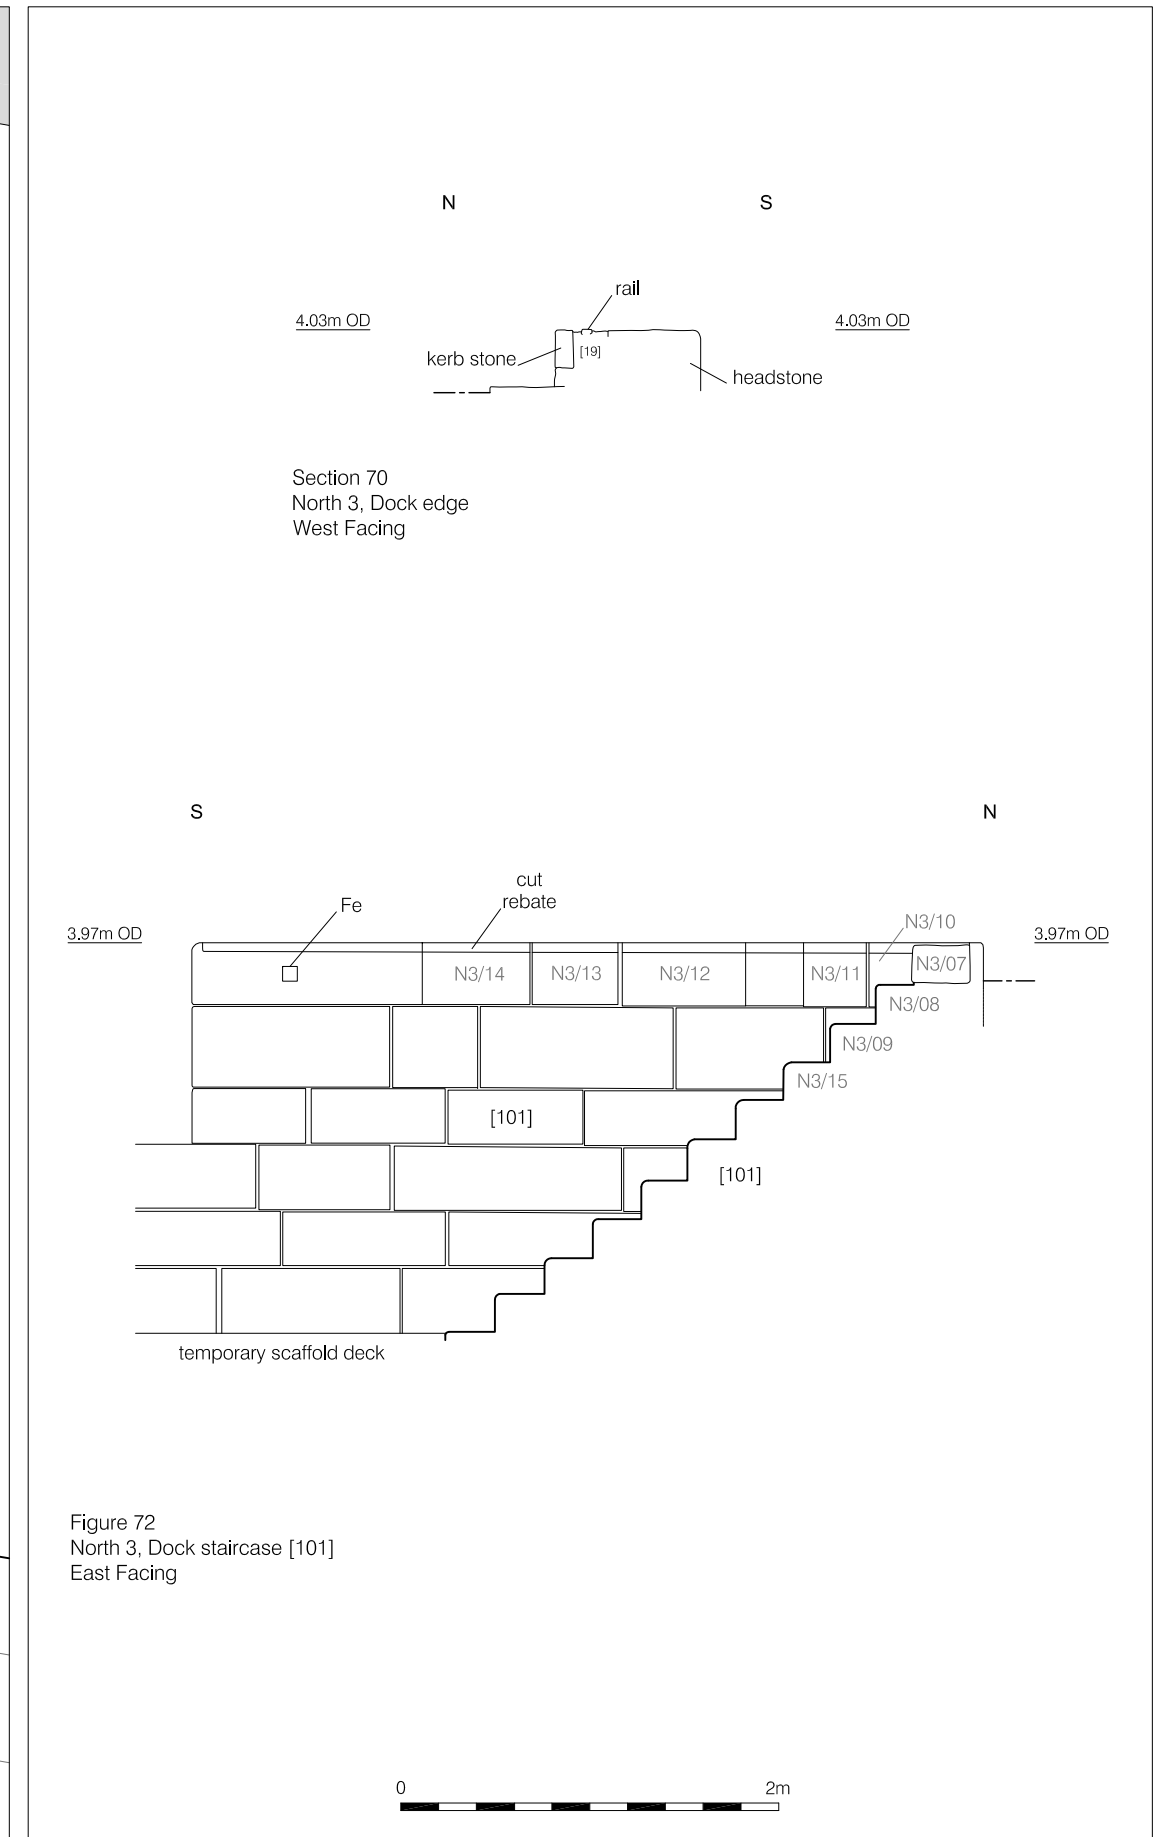 N
S
rail
4.03m OD
4.03m OD
kerb stone
[19]
headstone
Section 70
North 3, Dock edge
West Facing
S
N
cut
rebate
Fe
N3/10
3.97m OD
3.97m OD
N3/14
N3/13
N3/12
N3/11
N3/07
N3/08
N3/09
N3/15
[101]
[101]
temporary scaffold deck
Figure 72
North 3, Dock staircase [101]
East Facing
0
2m